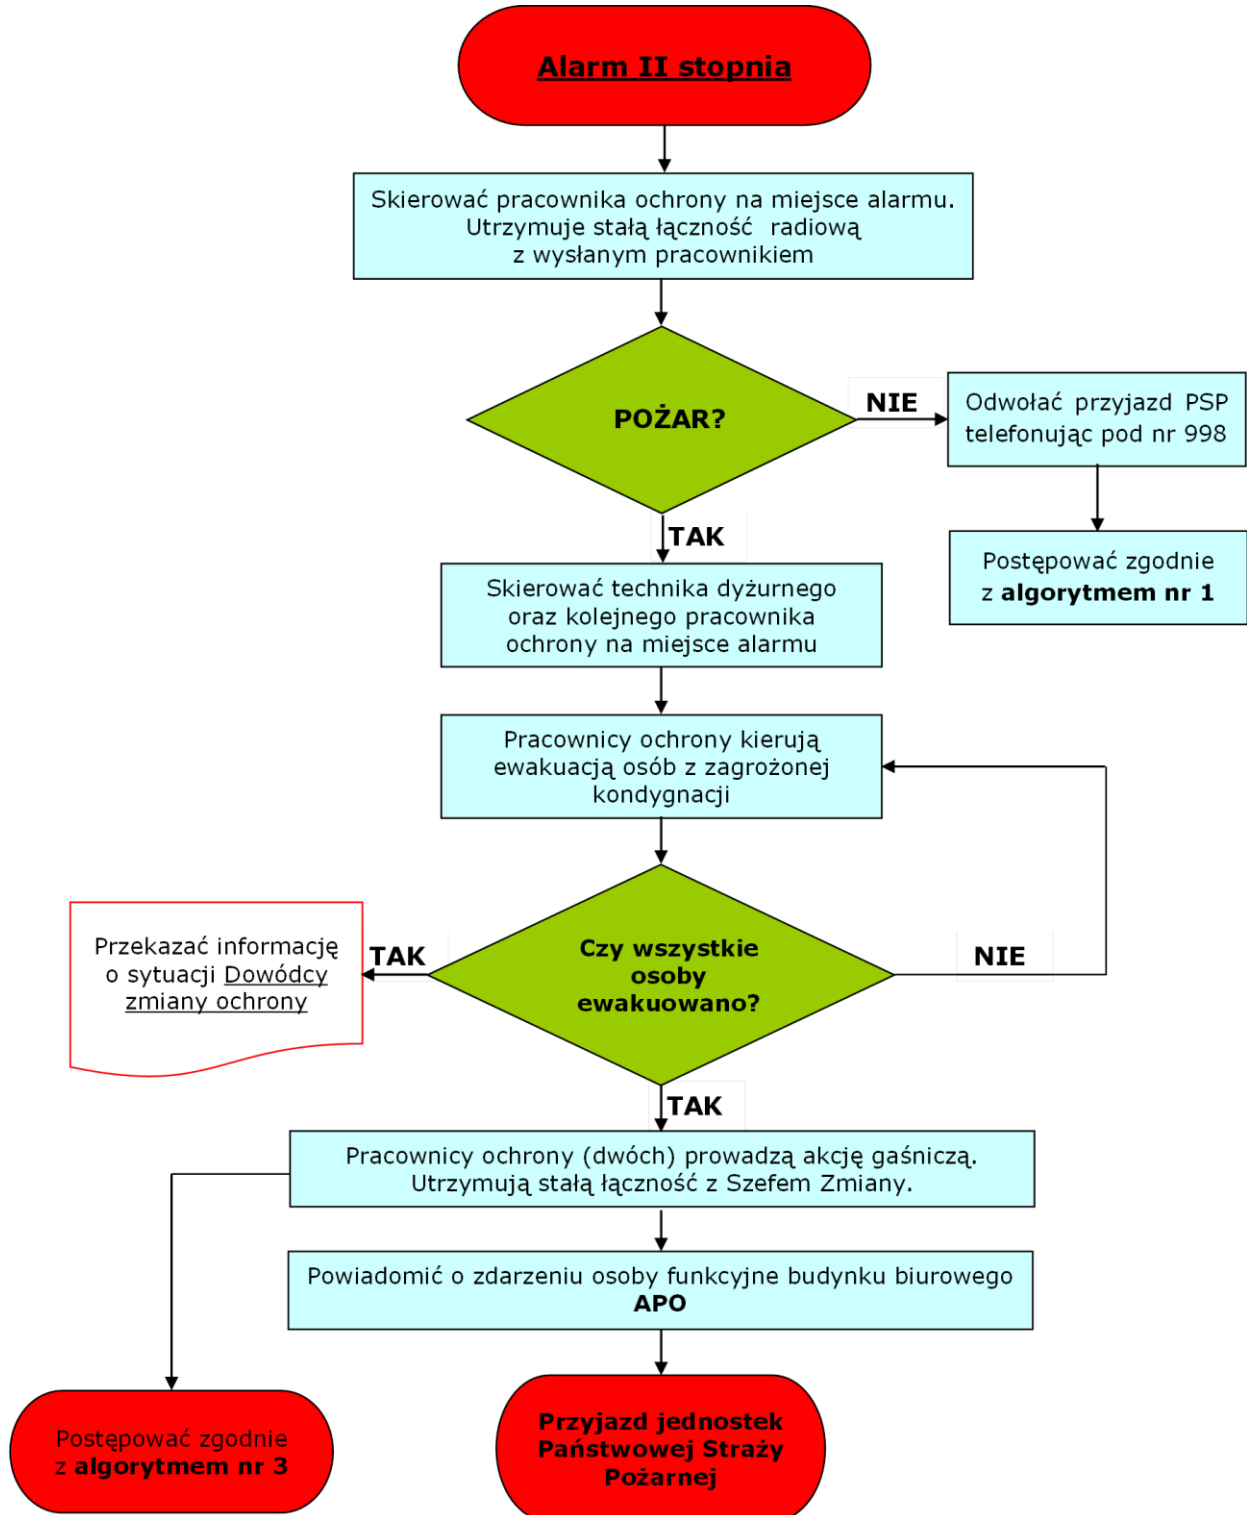 Alarm II stopnia
Skierować pracownika ochrony na miejsce alarmu.
Utrzymuje stałą łączność radiową
z wysłanym pracownikiem
POŻAR?
NIE
Odwołać przyjazd PSP
telefonując pod nr 998
Postępować zgodnie
z algorytmem nr 1
TAK
Skierować technika dyżurnego
oraz kolejnego pracownika
ochrony na miejsce alarmu
Pracownicy ochrony kierują
ewakuacją osób z zagrożonej
kondygnacji
Czy wszystkie
osoby
ewakuowano?
NIE
TAK
Przekazać informację
o sytuacji Dowódcy
zmiany ochrony
TAK
Pracownicy ochrony (dwóch) prowadzą akcję gaśniczą.
Utrzymują stałą łączność z Szefem Zmiany.
Powiadomić o zdarzeniu osoby funkcyjne budynku biurowego
APO
Postępować zgodnie
z algorytmem nr 3
Przyjazd jednostek
Państwowej Straży
Pożarnej